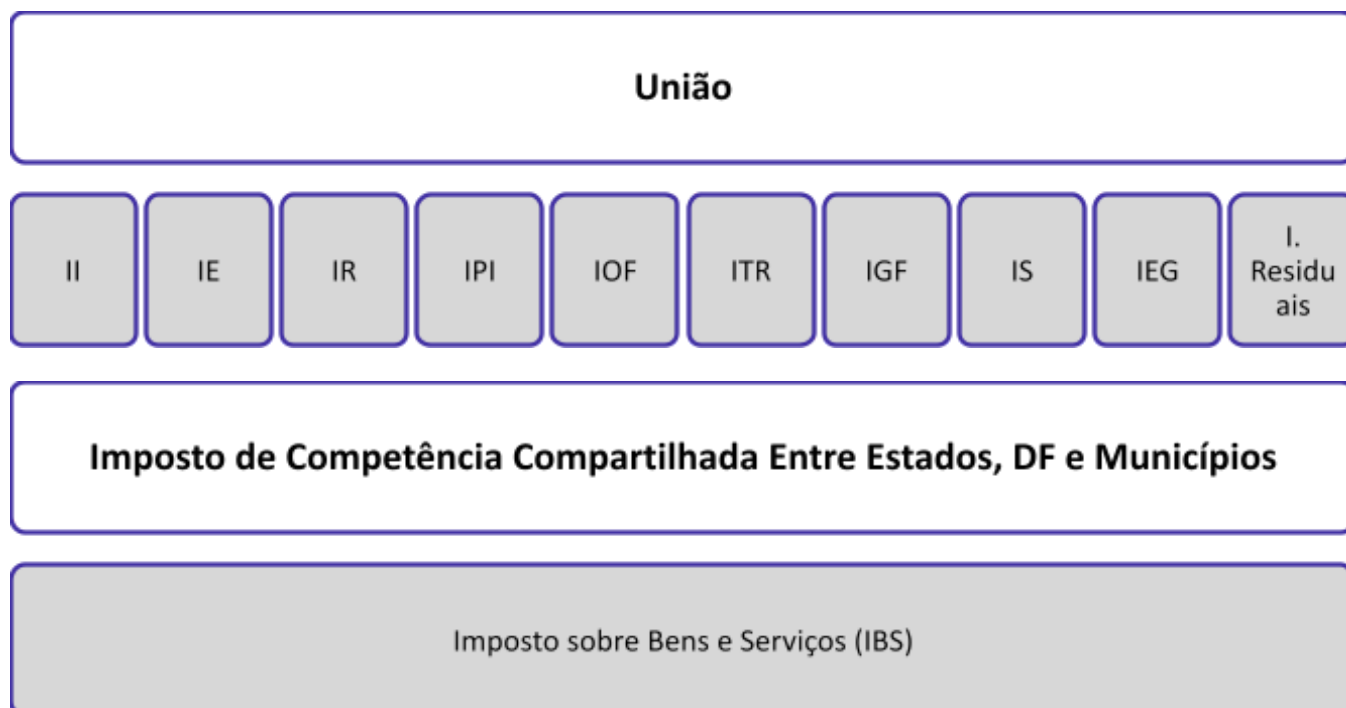 União
II
IE
IR
IPI
IOF
ITR
IGF
IS
IEG
I.
Residu
ais
Imposto de Competência Compartilhada Entre Estados, DF e Municípios
Imposto sobre Bens e Serviços (IBS)